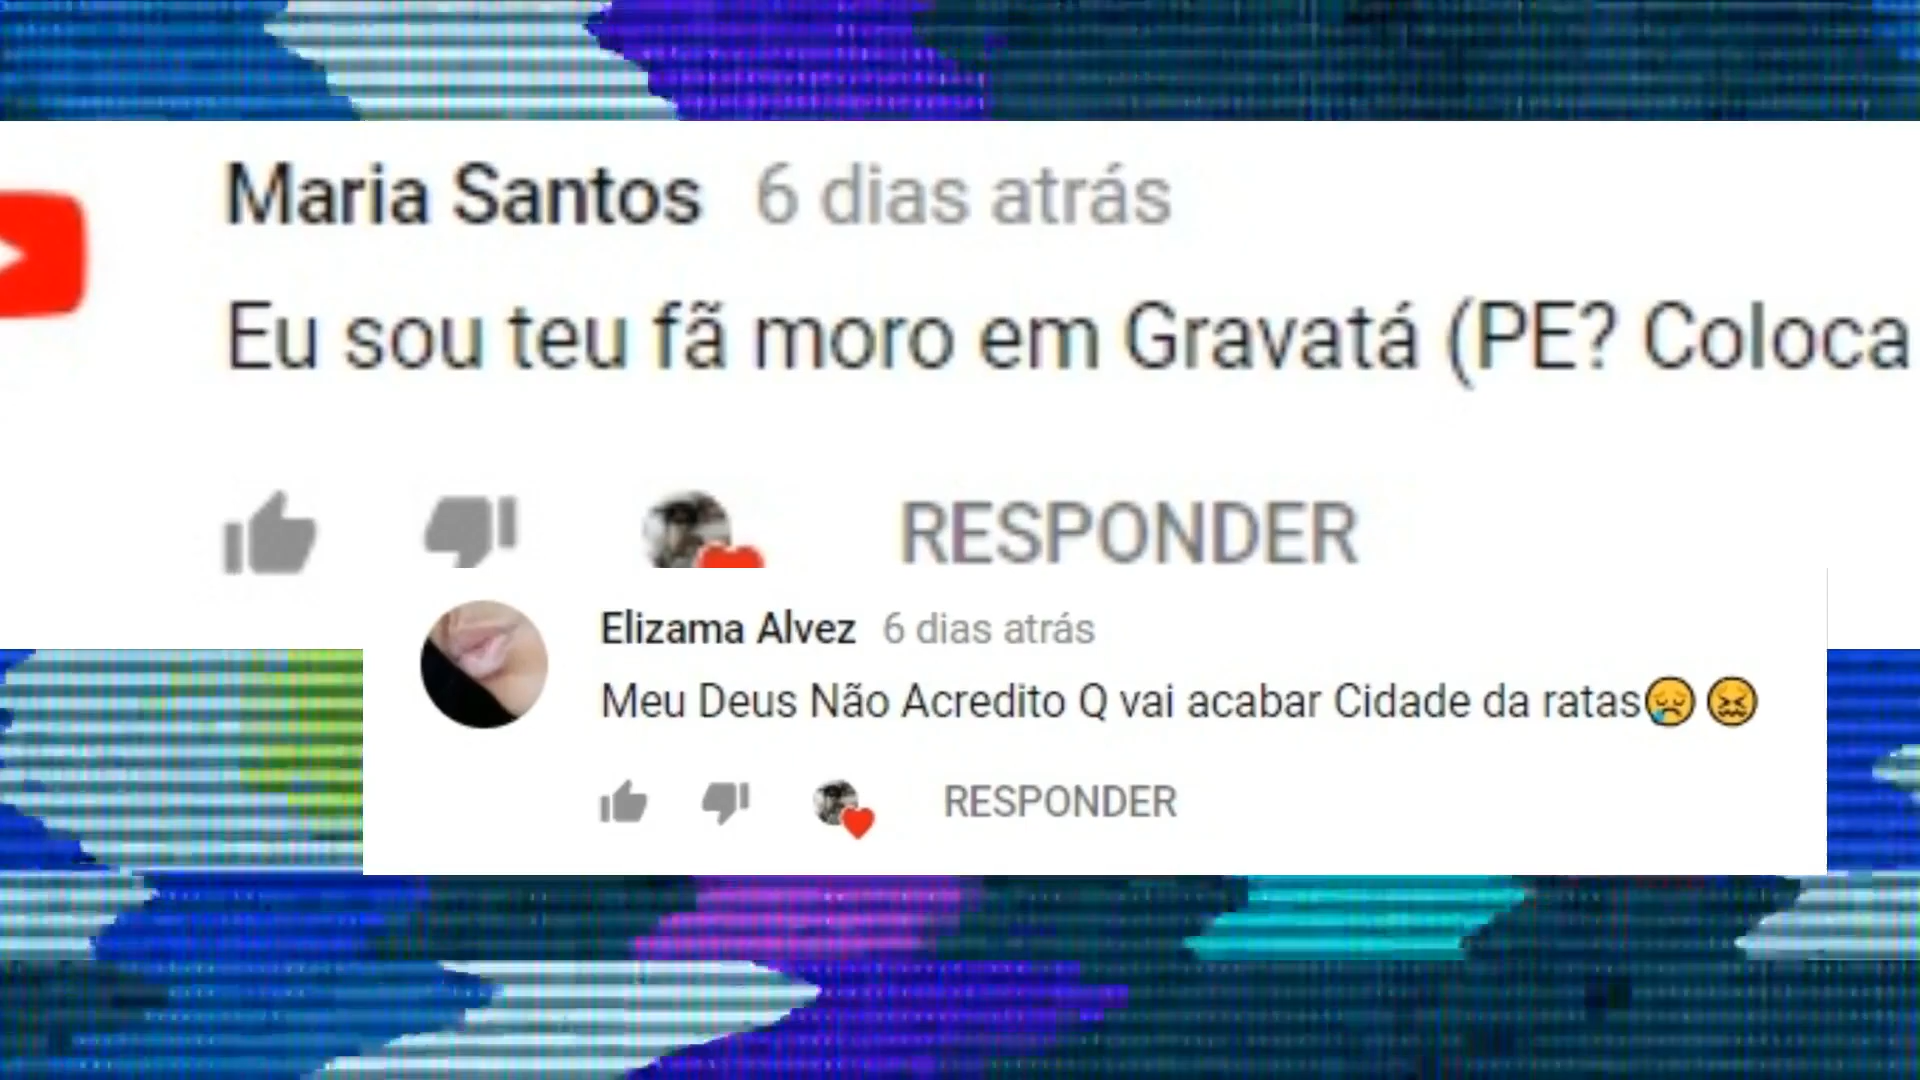 Maria Santos 6 dias atrás
Eu sou teu fã moro em Gravatá (PE? Coloca
RESPONDER
Elizama Alvez 6 dias atrás
Meu Deus Não Acredito Q vai acabar Cidade da ratas😢😖
RESPONDER